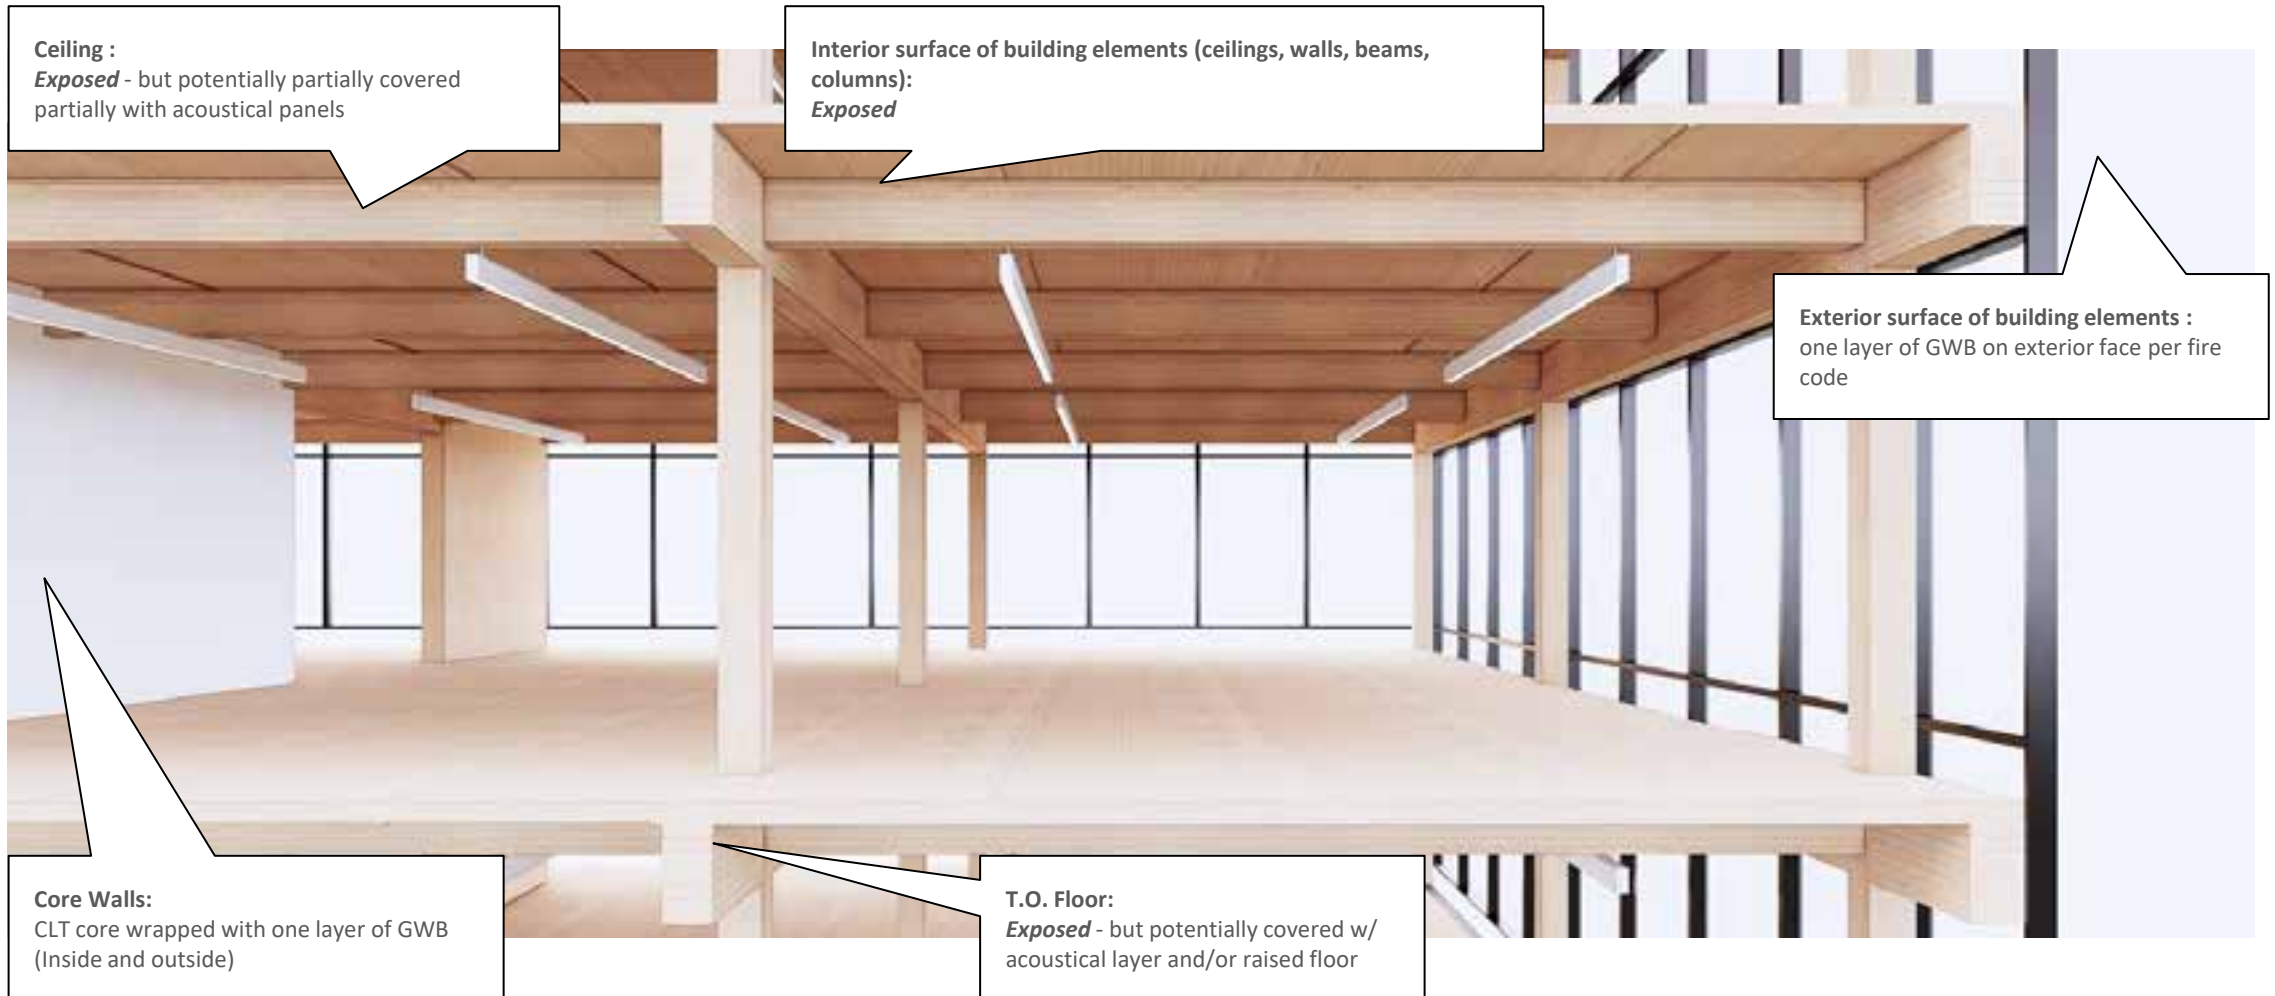 Ceiling :
Exposed - but potentially partially covered
partially with acoustical panels
Interior surface of building elements (ceilings, walls, beams,
columns):
Exposed
Exterior surface of building elements :
one layer of GWB on exterior face per fire
code
Core Walls:
CLT core wrapped with one layer of GWB
(Inside and outside)
T.O. Floor:
Exposed - but potentially covered w/
acoustical layer and/or raised floor